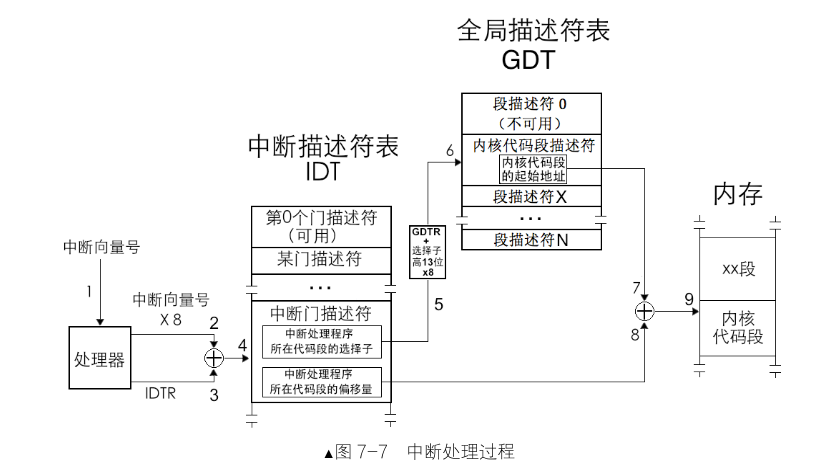 全局描述符表
GDT
段描述符 0
（不可用）
内核代码段描述符
内核代码段
的起始地址
段描述符X
···
段描述符N
6
中断描述符表
IDT
第0个门描述符
（可用）
某门描述符
···
中断门描述符
中断处理程序
所在代码段的选择子
中断处理程序
所在代码段的偏移量
GDTR
+
选择子
高13位
x8
5
中断向量号
1
中断向量号
X 8
2
处理器
4
IDTR
3
内存
xx段
内核
代码段
7
9
8
▲图 7-7 中断处理过程